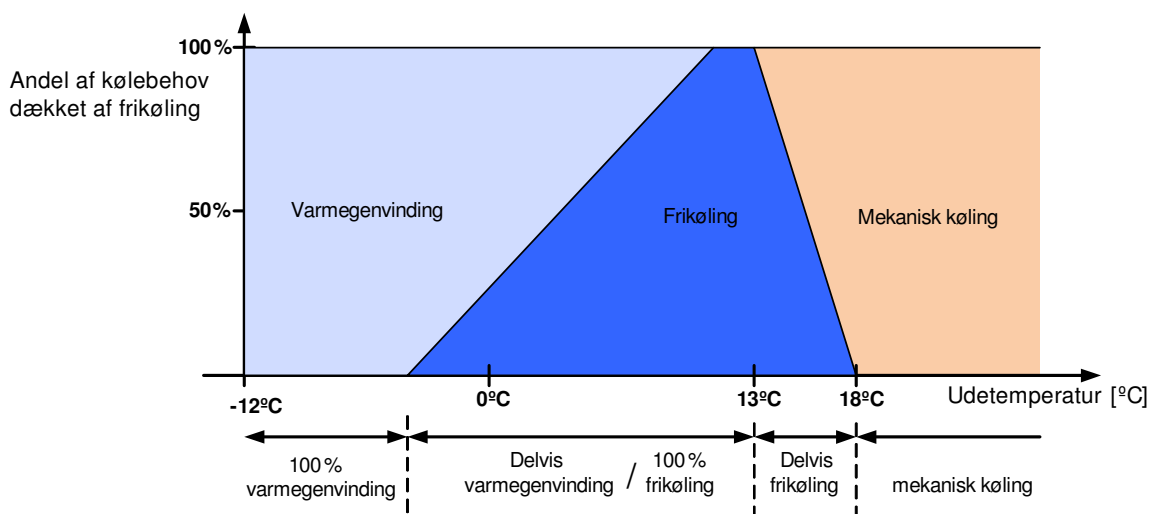 100%
Andel af kølebehov
dækket af frikøling
50%
Varmegenvinding
Frikøling
Mekanisk køling
-12ºC
0ºC
13ºC
18ºC
Udetemperatur [ºC]
100%
varmegenvinding
Delvis
varmegenvinding
/
100%
frikøling
Delvis
frikøling
mekanisk køling